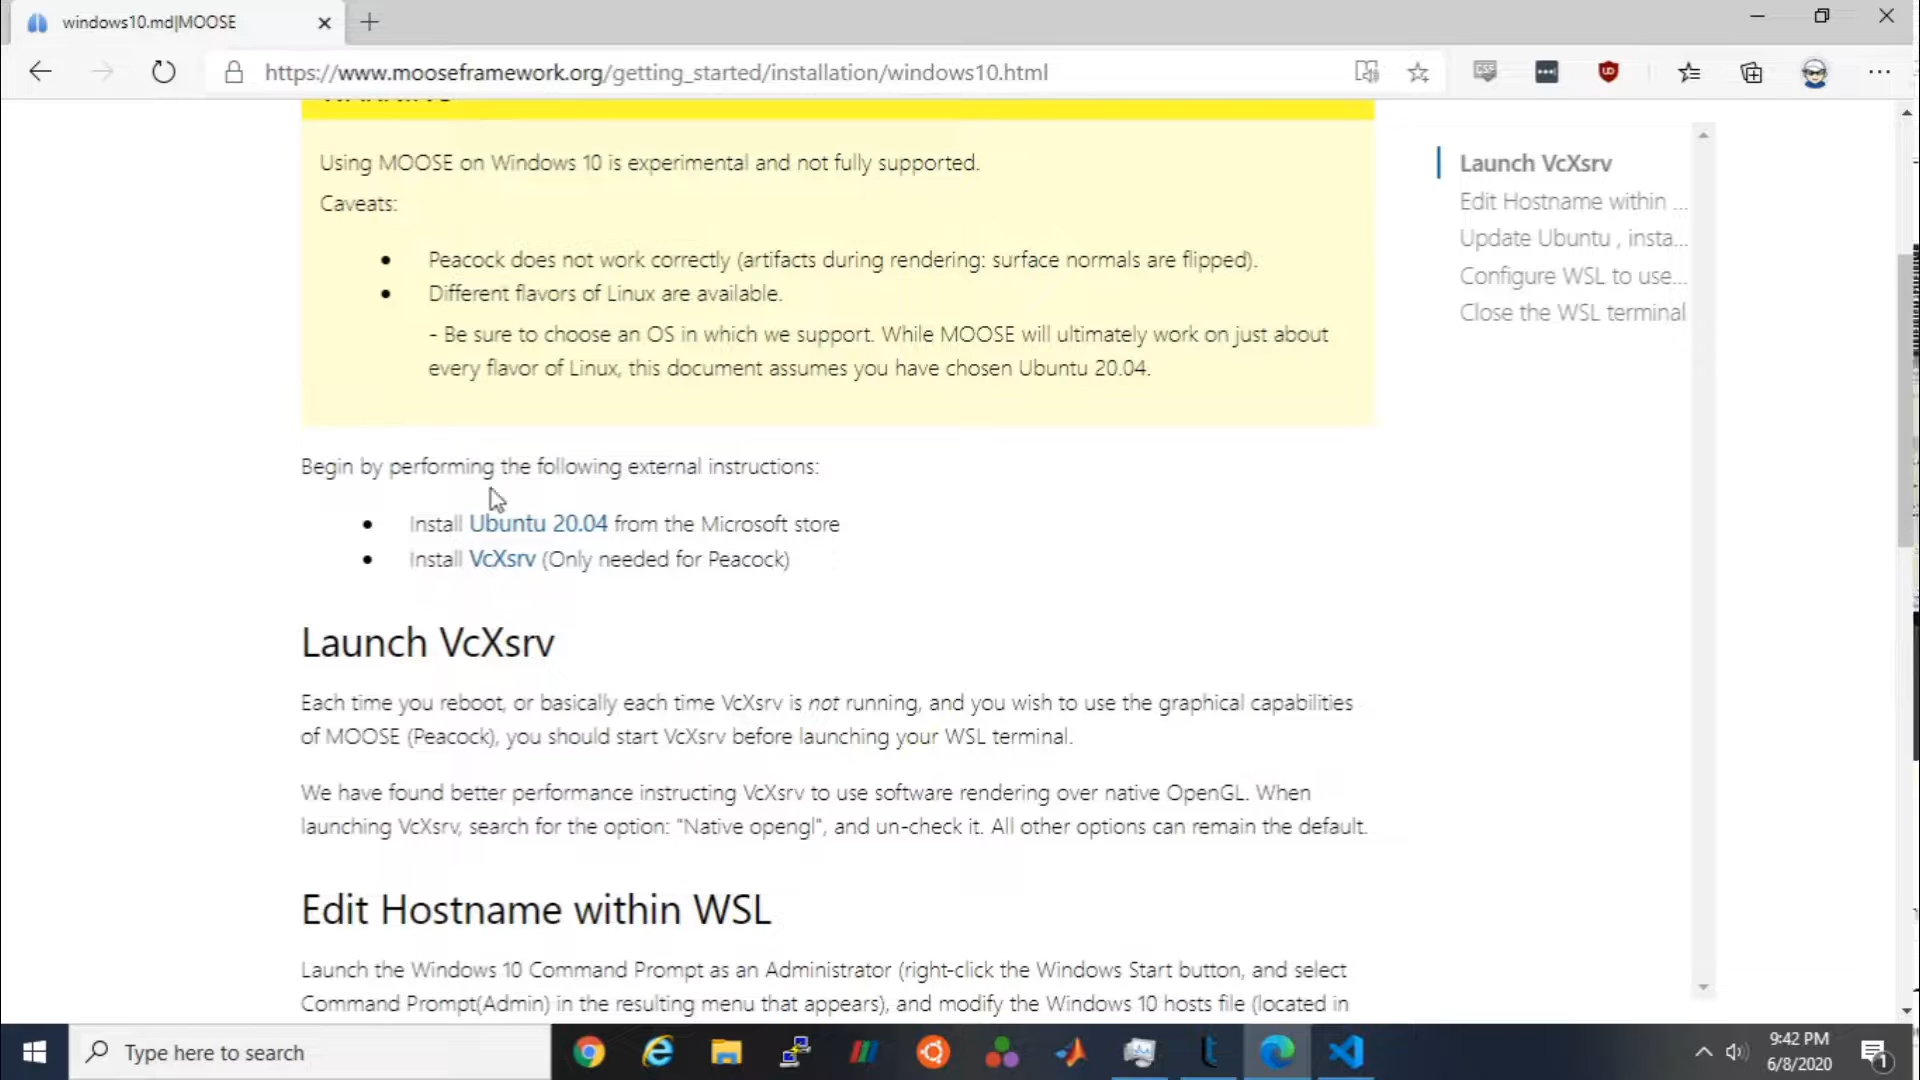 windows10.md|MOOSE
https://www.mooseframework.org/getting_started/installation/windows10.html
Using MOOSE on Windows 10 is experimental and not fully supported.
Caveats:
Peacock does not work correctly (artifacts during rendering: surface normals are flipped).
Different flavors of Linux are available.
- Be sure to choose an OS in which we support. While MOOSE will ultimately work on just about
every flavor of Linux, this document assumes you have chosen Ubuntu 20.04.
Begin by performing the following external instructions:
Install Ubuntu 20.04 from the Microsoft store
Install VcXsrv (Only needed for Peacock)
Launch VcXsrv
Each time you reboot, or basically each time VcXsrv is not running, and you wish to use the graphical capabilities
of MOOSE (Peacock), you should start VcXsrv before launching your WSL terminal.
We have found better performance instructing VcXsrv to use software rendering over native OpenGL. When
launching VcXsrv, search for the option: "Native opengl", and un-check it. All other options can remain the default.
Edit Hostname within WSL
Launch the Windows 10 Command Prompt as an Administrator (right-click the Windows Start button, and select
Command Prompt(Admin) in the resulting menu that appears), and modify the Windows 10 hosts file (located in
Launch VcXsrv
Edit Hostname within ...
Update Ubuntu , insta...
Configure WSL to use...
Close the WSL terminal
Type here to search
9:42 PM
6/8/2020
1